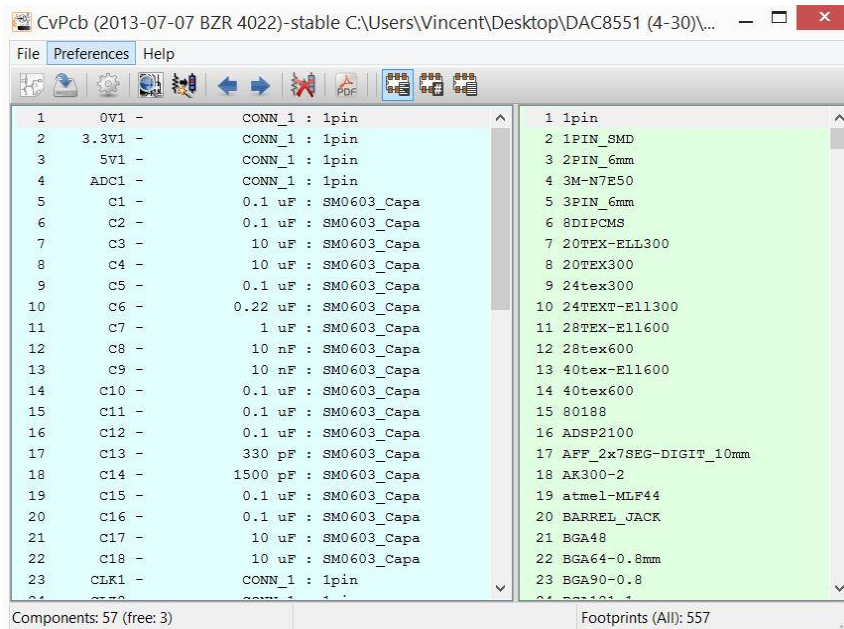 CvPcb (2013-07-07 BZR 4022)-stable C:\Users\Vincent\Desktop\DAC8551 (4-30)\...
File Preferences Help
PDF
1 0V1 - CONN_1 : 1pin
2 3.3V1 - CONN_1 : 1pin
3 5V1 - CONN_1 : 1pin
4 ADC1 - CONN_1 : 1pin
5 C1 - 0.1 uF : SM0603_Capa
6 C2 - 0.1 uF : SM0603_Capa
7 C3 - 10 uF : SM0603_Capa
8 C4 - 10 uF : SM0603_Capa
9 C5 - 0.1 uF : SM0603_Capa
10 C6 - 0.22 uF : SM0603_Capa
11 C7 - 1 uF : SM0603_Capa
12 C8 - 10 nF : SM0603_Capa
13 C9 - 10 nF : SM0603_Capa
14 C10 - 0.1 uF : SM0603_Capa
15 C11 - 0.1 uF : SM0603_Capa
16 C12 - 0.1 uF : SM0603_Capa
17 C13 - 330 pF : SM0603_Capa
18 C14 - 1500 pF : SM0603_Capa
19 C15 - 0.1 uF : SM0603_Capa
20 C16 - 0.1 uF : SM0603_Capa
21 C17 - 10 uF : SM0603_Capa
22 C18 - 10 uF : SM0603_Capa
23 CLK1 - CONN_1 : 1pin
1 1pin
2 1PIN_SMD
3 2PIN_6mm
4 3M-N7E50
5 3PIN_6mm
6 8DIPCMS
7 20TEX-ELL300
8 20TEX300
9 24tex300
10 24TEXT-Ell300
11 28TEX-Ell600
12 28tex600
13 40tex-Ell600
14 40tex600
15 80188
16 ADSP2100
17 AFF_2x7SEG-DIGIT_10mm
18 AK300-2
19 atmel-MLF44
20 BARREL_JACK
21 BGA48
22 BGA64-0.8mm
23 BGA90-0.8
Components: 57 (free: 3)
Footprints (All): 557